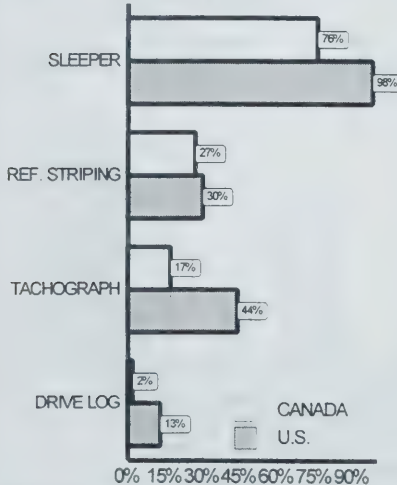 SLEEPER
76%
98%
REF. STRIPING
27%
30%
TACHOGRAPH
17%
44%
DRIVE LOG
2%
13%
CANADA
U.S.
0% 15% 30% 45% 60% 75% 90%